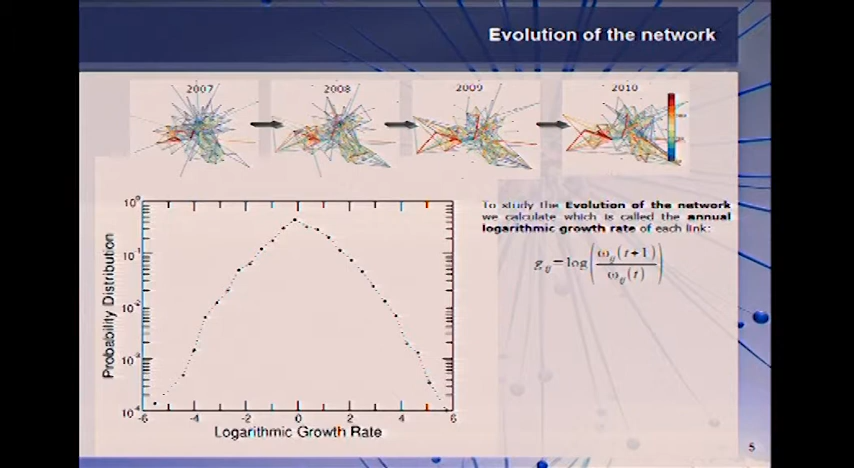 Evolution of the network
2007 2008 2009 2010
To study the Evolution of the network
we calculate which is called the annual
logarithmic growth rate of each link:
g_ij = log( ω_ij(t+1) / ω_ij(t) )
Probability Distribution
10^0
10^-1
10^-2
10^-3
10^-4
-6 -4 -2 0 2 4 6
Logarithmic Growth Rate
5